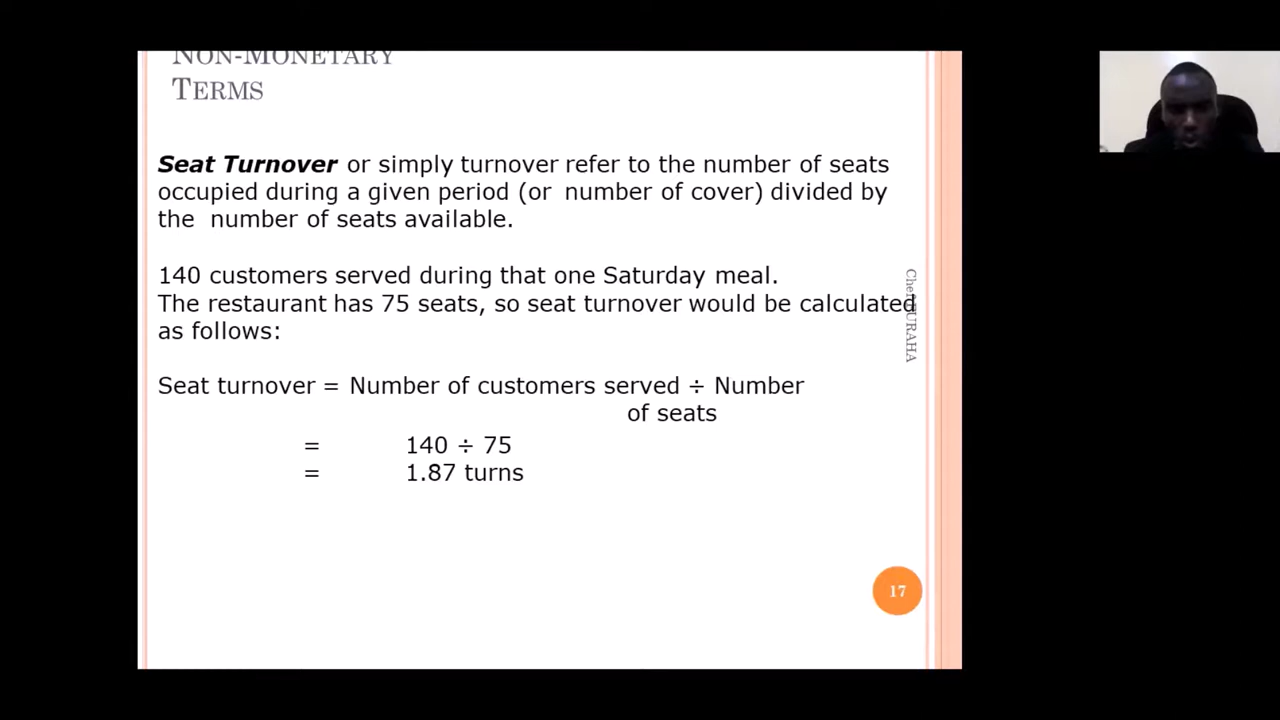 NON-MONETARY
TERMS
Seat Turnover or simply turnover refer to the number of seats
occupied during a given period (or number of cover) divided by
the number of seats available.
140 customers served during that one Saturday meal.
The restaurant has 75 seats, so seat turnover would be calculated
as follows:
Seat turnover = Number of customers served ÷ Number
of seats
= 140 ÷ 75
= 1.87 turns
17